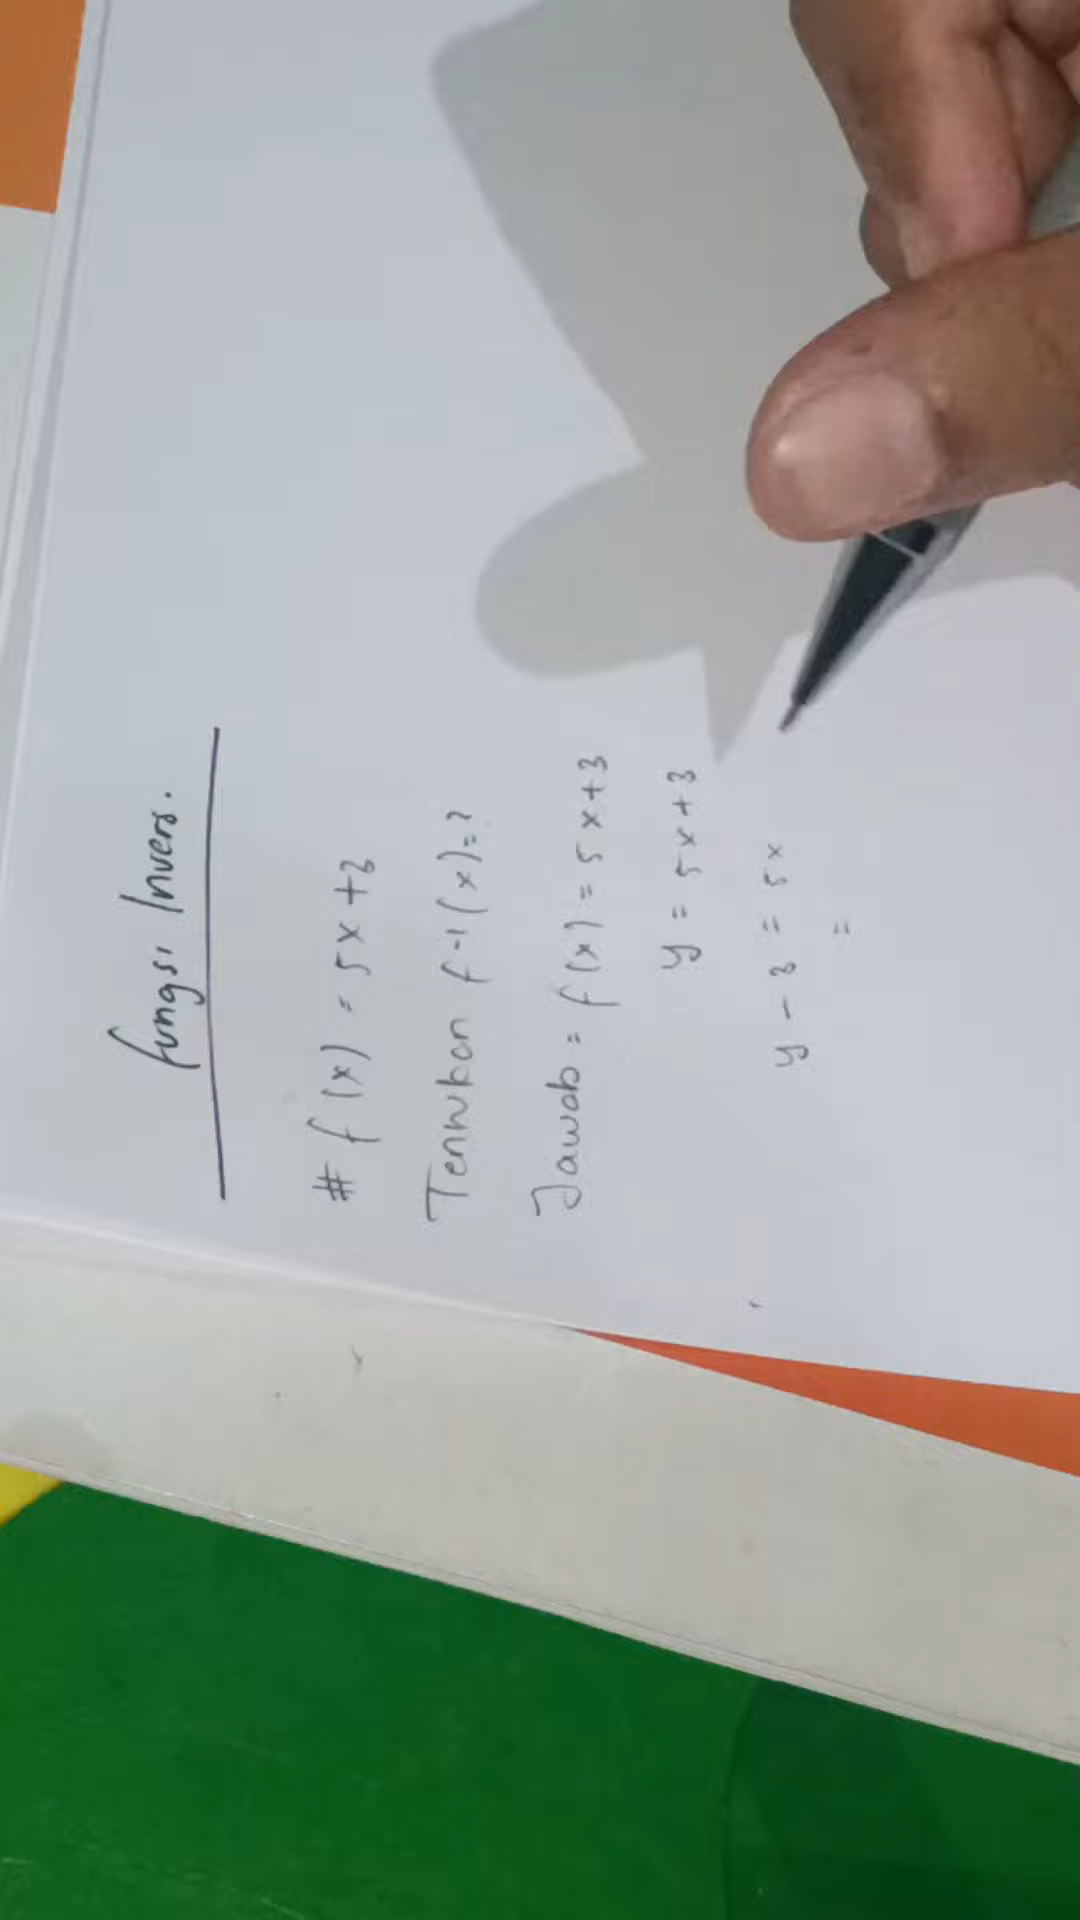 Fungsi Invers.
# f(x) = 5x+3
Tentukan f-1(x)=?
Jawab = f(x) = 5x+3
y = 5x+3
y - 3 = 5x
=